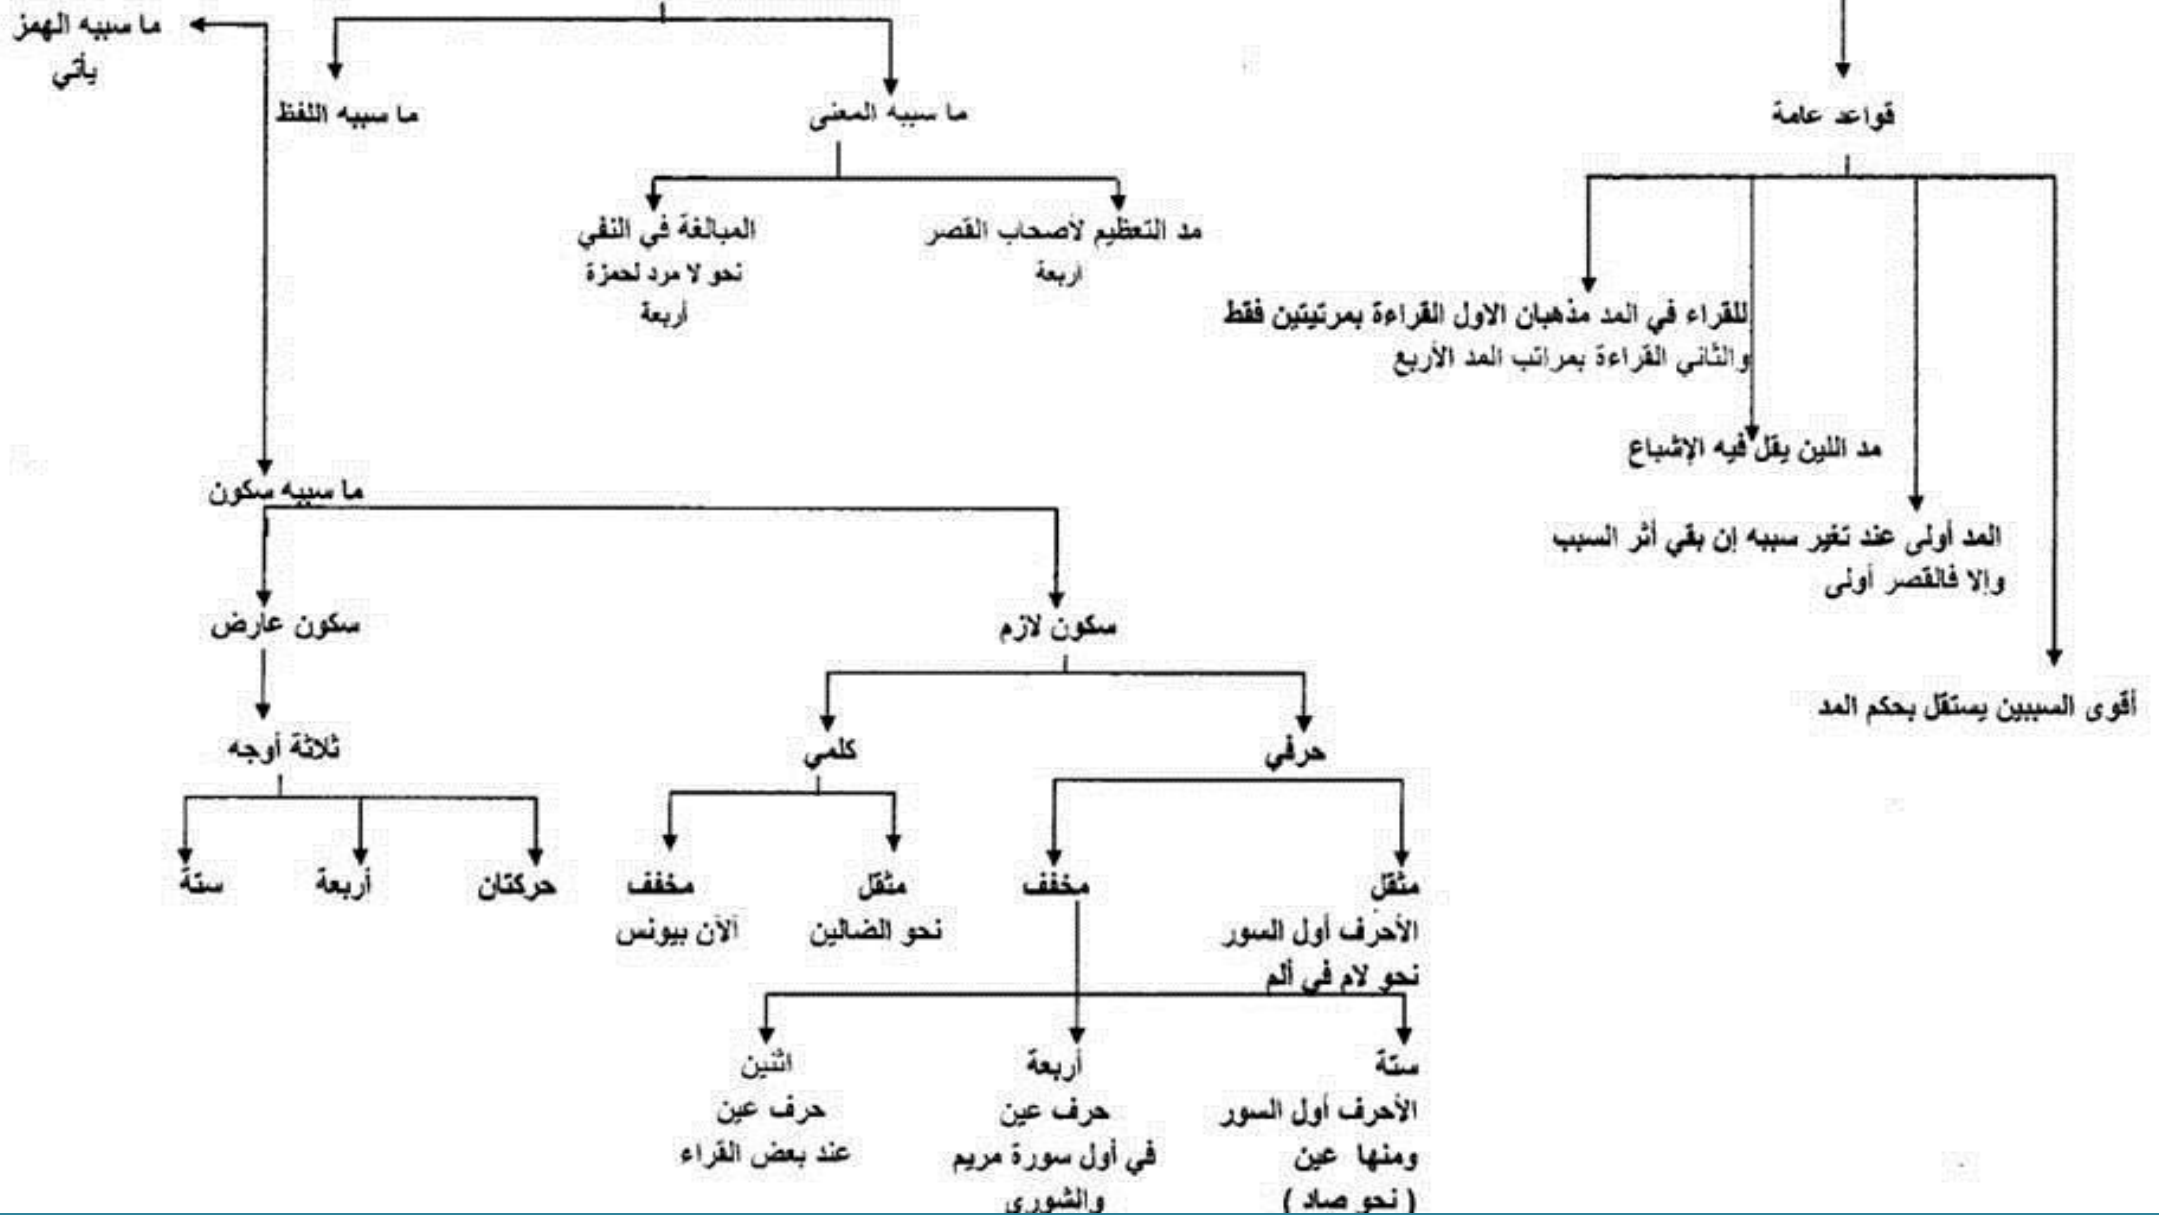 ما سببه الهمز
يأتي
ما سببه اللفظ
ما سببه المعنى
قواعد عامة
مد التعظيم لأصحاب القصر
أربعة
المبالغة في النفي
نحو لا مرد لحمزة
أربعة
للقراء في المد مذهبان الاول القراءة بمرتيتين فقط
والثاني القراءة بمراتب المد الأربع
مد اللين يقل فيه الإشباع
المد أولى عند تغير سببه إن بقي أثر السبب
وإلا فالقصر أولى
أقوى السببين يستقل بحكم المد
ما سببه سكون
سكون لازم
سكون عارض
حرفي
كلمي
ثلاثة أوجه
مثقل
الأحرف أول السور
نحو لام في ألم
مخفف
مثقل
نحو الضالين
مخفف
آلآن بيونس
حركتان
أربعة
ستة
ستة
الأحرف أول السور
ومنها عين
( نحو صاد )
أربعة
حرف عين
في أول سورة مريم
والشورى
اثنين
حرف عين
عند بعض القراء